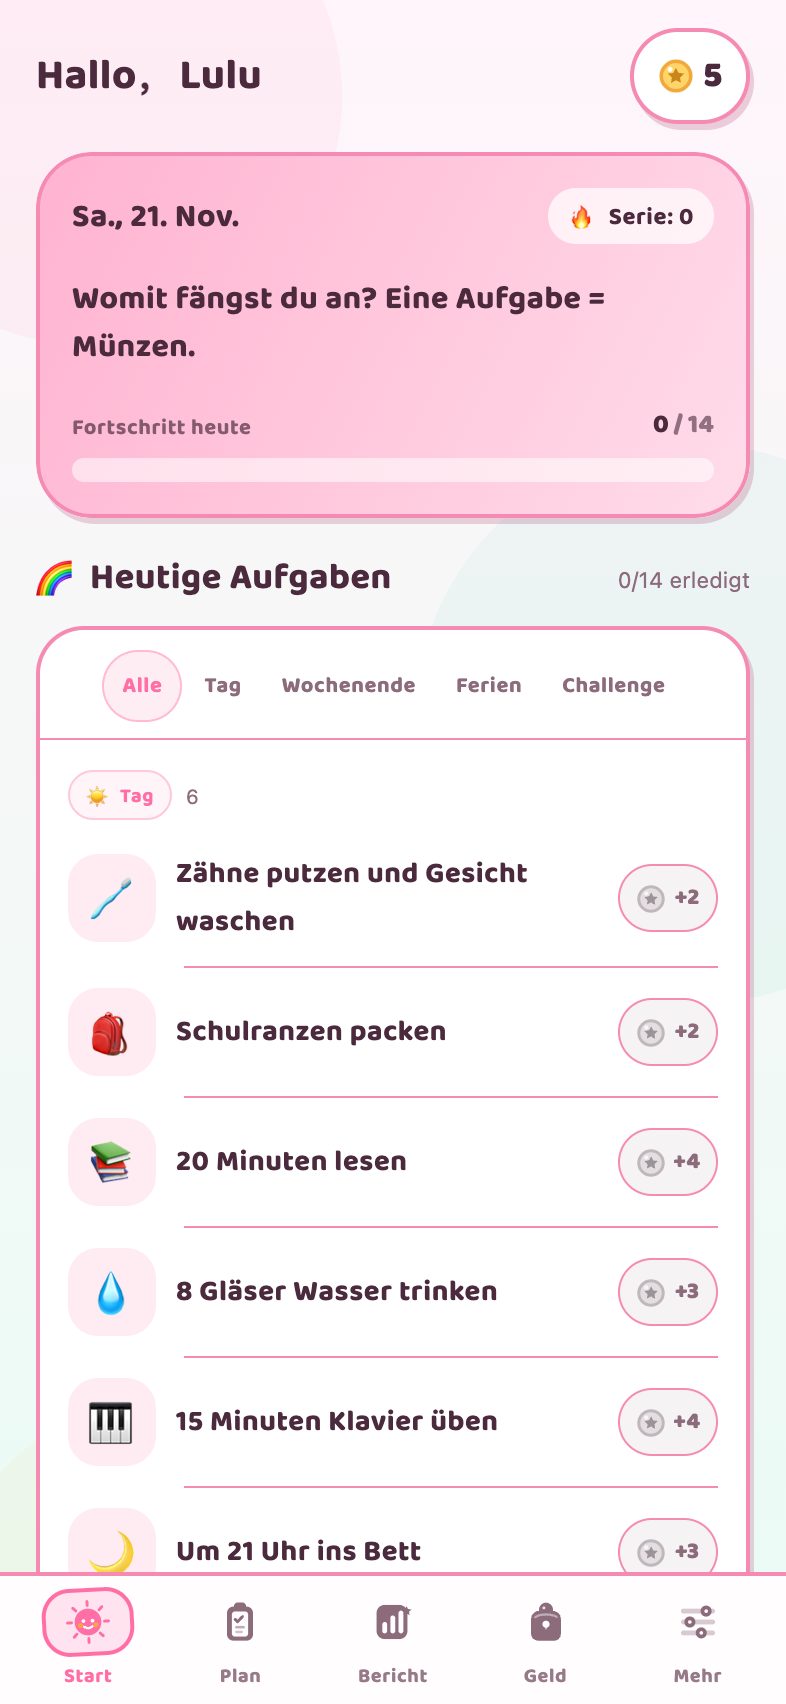 Hallo, Lulu
5
Sa., 21. Nov.
Serie: 0
Womit fängst du an? Eine Aufgabe =
Münzen.
Fortschritt heute
0 / 14
Heutige Aufgaben
0/14 erledigt
Alle Tag Wochenende Ferien Challenge
Tag 6
Zähne putzen und Gesicht
waschen
+2
Schulranzen packen
+2
20 Minuten lesen
+4
8 Gläser Wasser trinken
+3
15 Minuten Klavier üben
+4
Um 21 Uhr ins Bett
+3
Start Plan Bericht Geld Mehr